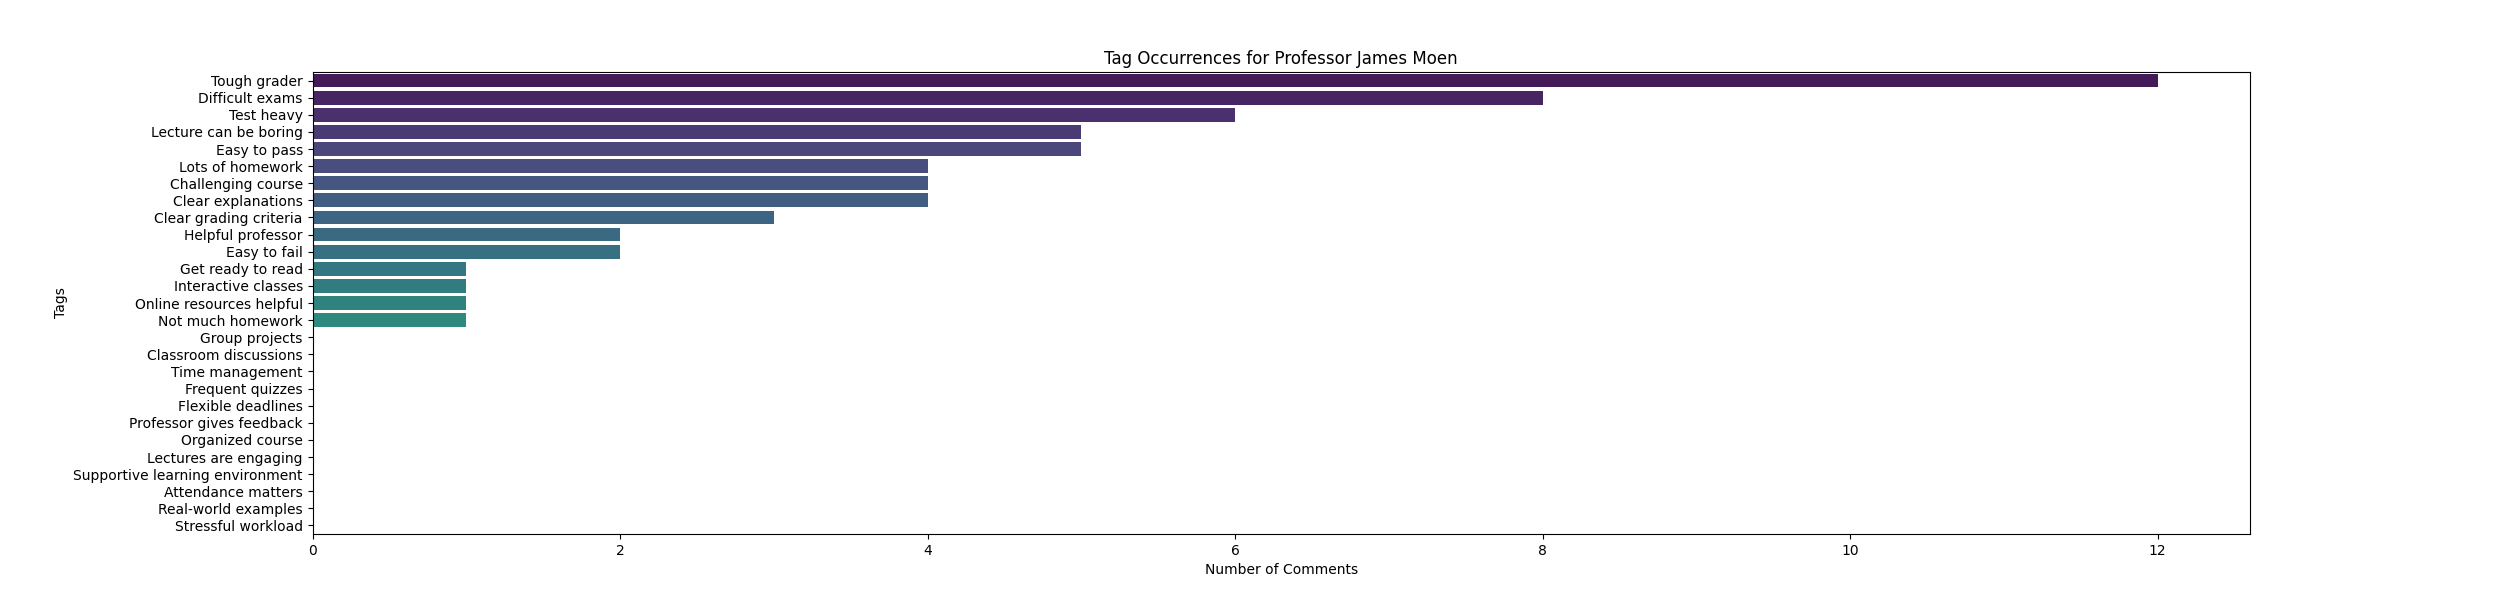 Tag Occurrences for Professor James Moen
Tough grader
Difficult exams
Test heavy
Lecture can be boring
Easy to pass
Lots of homework
Challenging course
Clear explanations
Clear grading criteria
Helpful professor
Easy to fail
Get ready to read
Interactive classes
Online resources helpful
Not much homework
Group projects
Classroom discussions
Time management
Frequent quizzes
Flexible deadlines
Professor gives feedback
Organized course
Lectures are engaging
Supportive learning environment
Attendance matters
Real-world examples
Stressful workload
Tags
0 2 4 6 8 10 12
Number of Comments